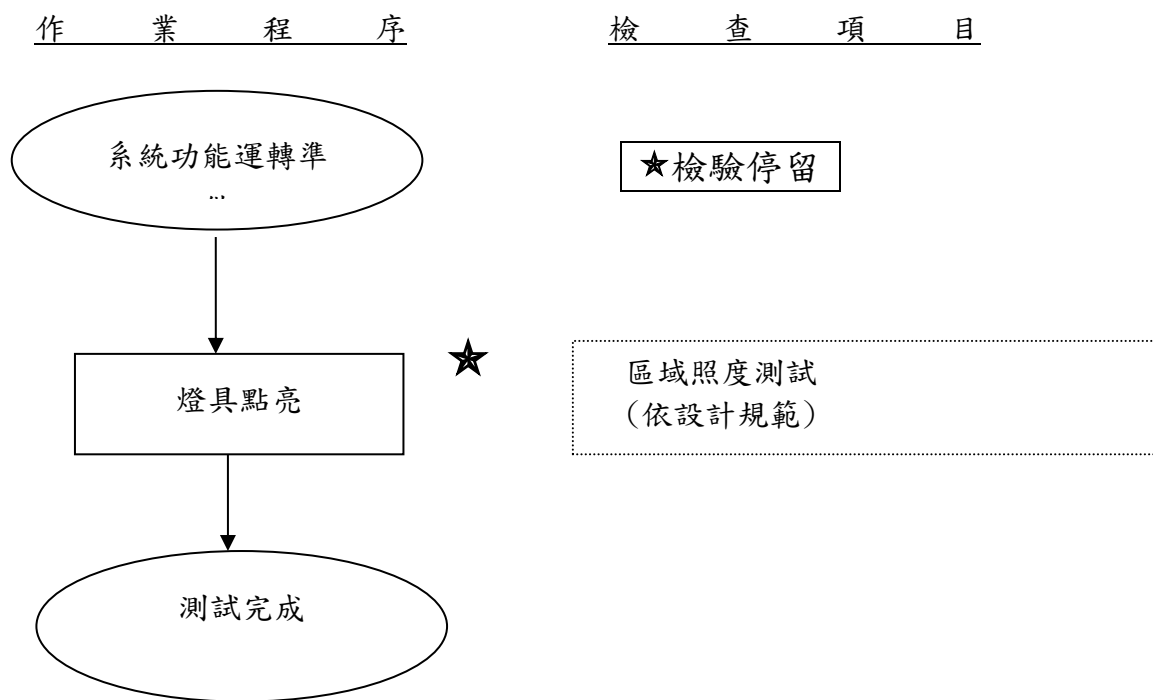 作業程序
檢查項目
系統功能運轉準
…
★檢驗停留
燈具點亮
★
區域照度測試
(依設計規範)
測試完成